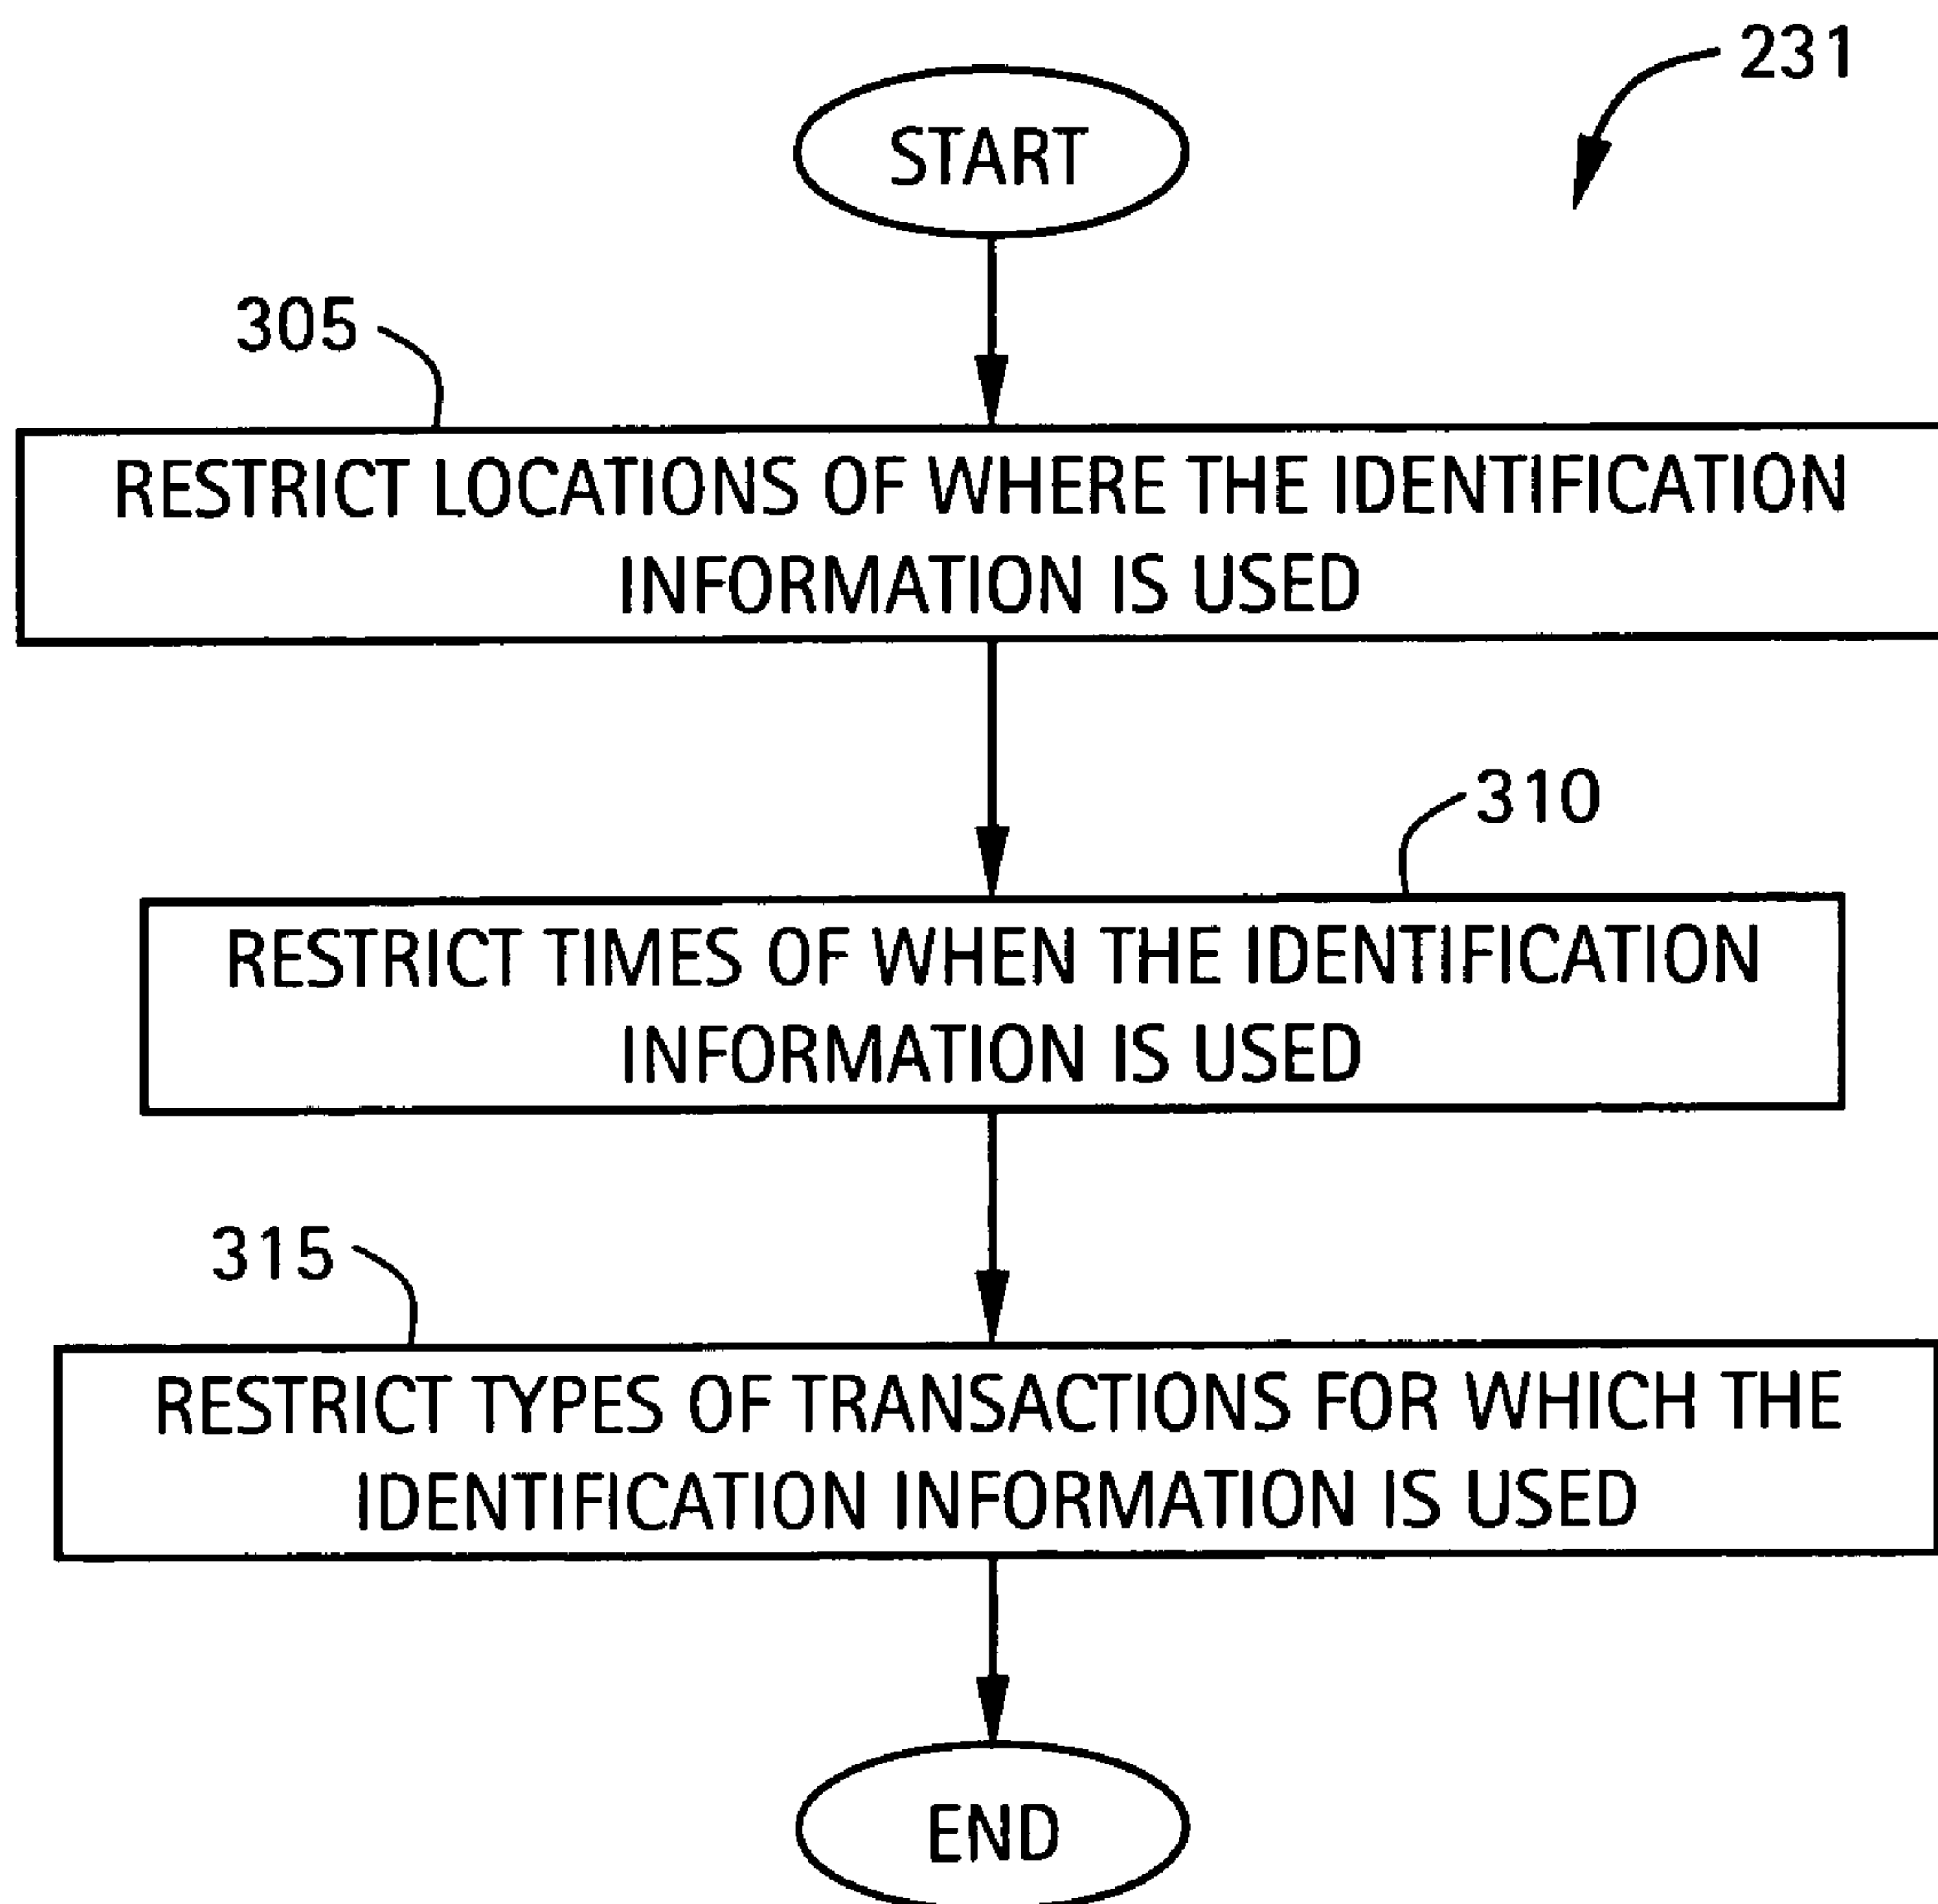 231
START
305
RESTRICT LOCATIONS OF WHERE THE IDENTIFICATION
INFORMATION IS USED
310
RESTRICT TIMES OF WHEN THE IDENTIFICATION
INFORMATION IS USED
315
RESTRICT TYPES OF TRANSACTIONS FOR WHICH THE
IDENTIFICATION INFORMATION IS USED
END